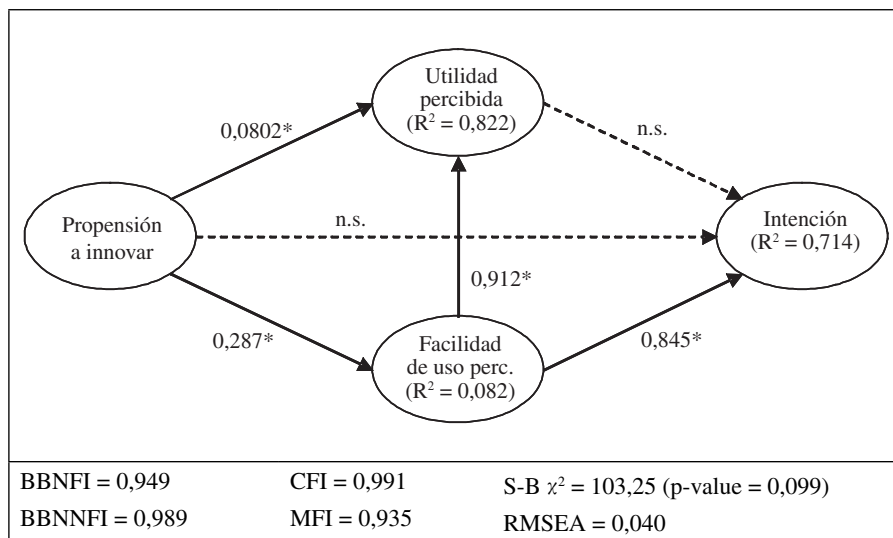 Utilidad
percibida
(R² = 0,822)
0,0802*
n.s.
Propensión
a innovar
n.s.
Intención
(R² = 0,714)
0,912*
0,287*
Facilidad
de uso perc.
(R² = 0,082)
0,845*
BBNFI = 0,949 CFI = 0,991 S-B χ² = 103,25 (p-value = 0,099)
BBNNFI = 0,989 MFI = 0,935 RMSEA = 0,040